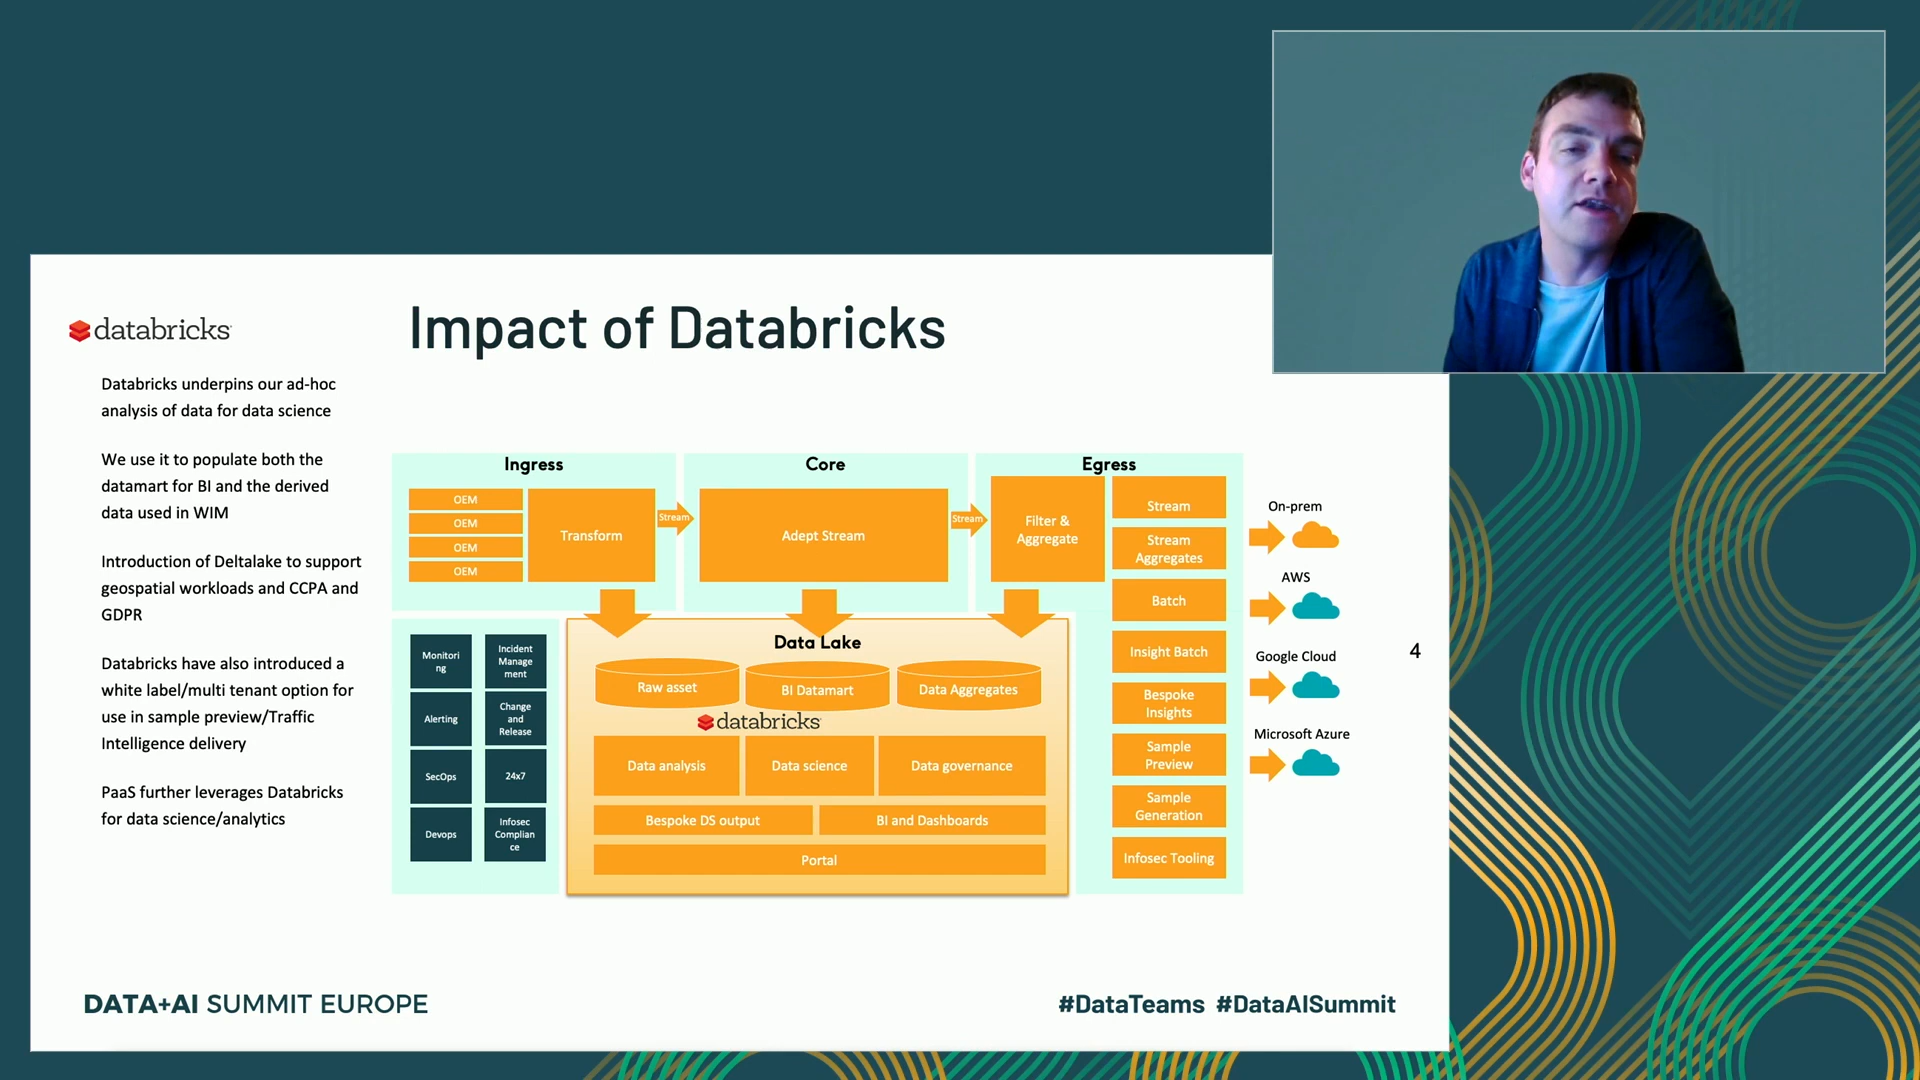 databricks
Impact of Databricks
Databricks underpins our ad-hoc
analysis of data for data science
We use it to populate both the
datamart for BI and the derived
data used in WIM
Introduction of Deltalake to support
geospatial workloads and CCPA and
GDPR
Databricks have also introduced a
white label/multi tenant option for
use in sample preview/Traffic
Intelligence delivery
PaaS further leverages Databricks
for data science/analytics
Ingress
OEM
OEM
OEM
OEM
Transform
Stream
Core
Adept Stream
Stream
Egress
Filter &
Aggregate
Stream
Stream
Aggregates
Batch
Insight Batch
Bespoke
Insights
Sample
Preview
Sample
Generation
Infosec Tooling
On-prem
AWS
Google Cloud
Microsoft Azure
Monitori
ng
Incident
Manage
ment
Alerting
Change
and
Release
SecOps
24x7
Devops
Infosec
Complian
ce
Data Lake
Raw asset
BI Datamart
Data Aggregates
databricks
Data analysis
Data science
Data governance
Bespoke DS output
BI and Dashboards
Portal
4
DATA+AI SUMMIT EUROPE
#DataTeams #DataAISummit